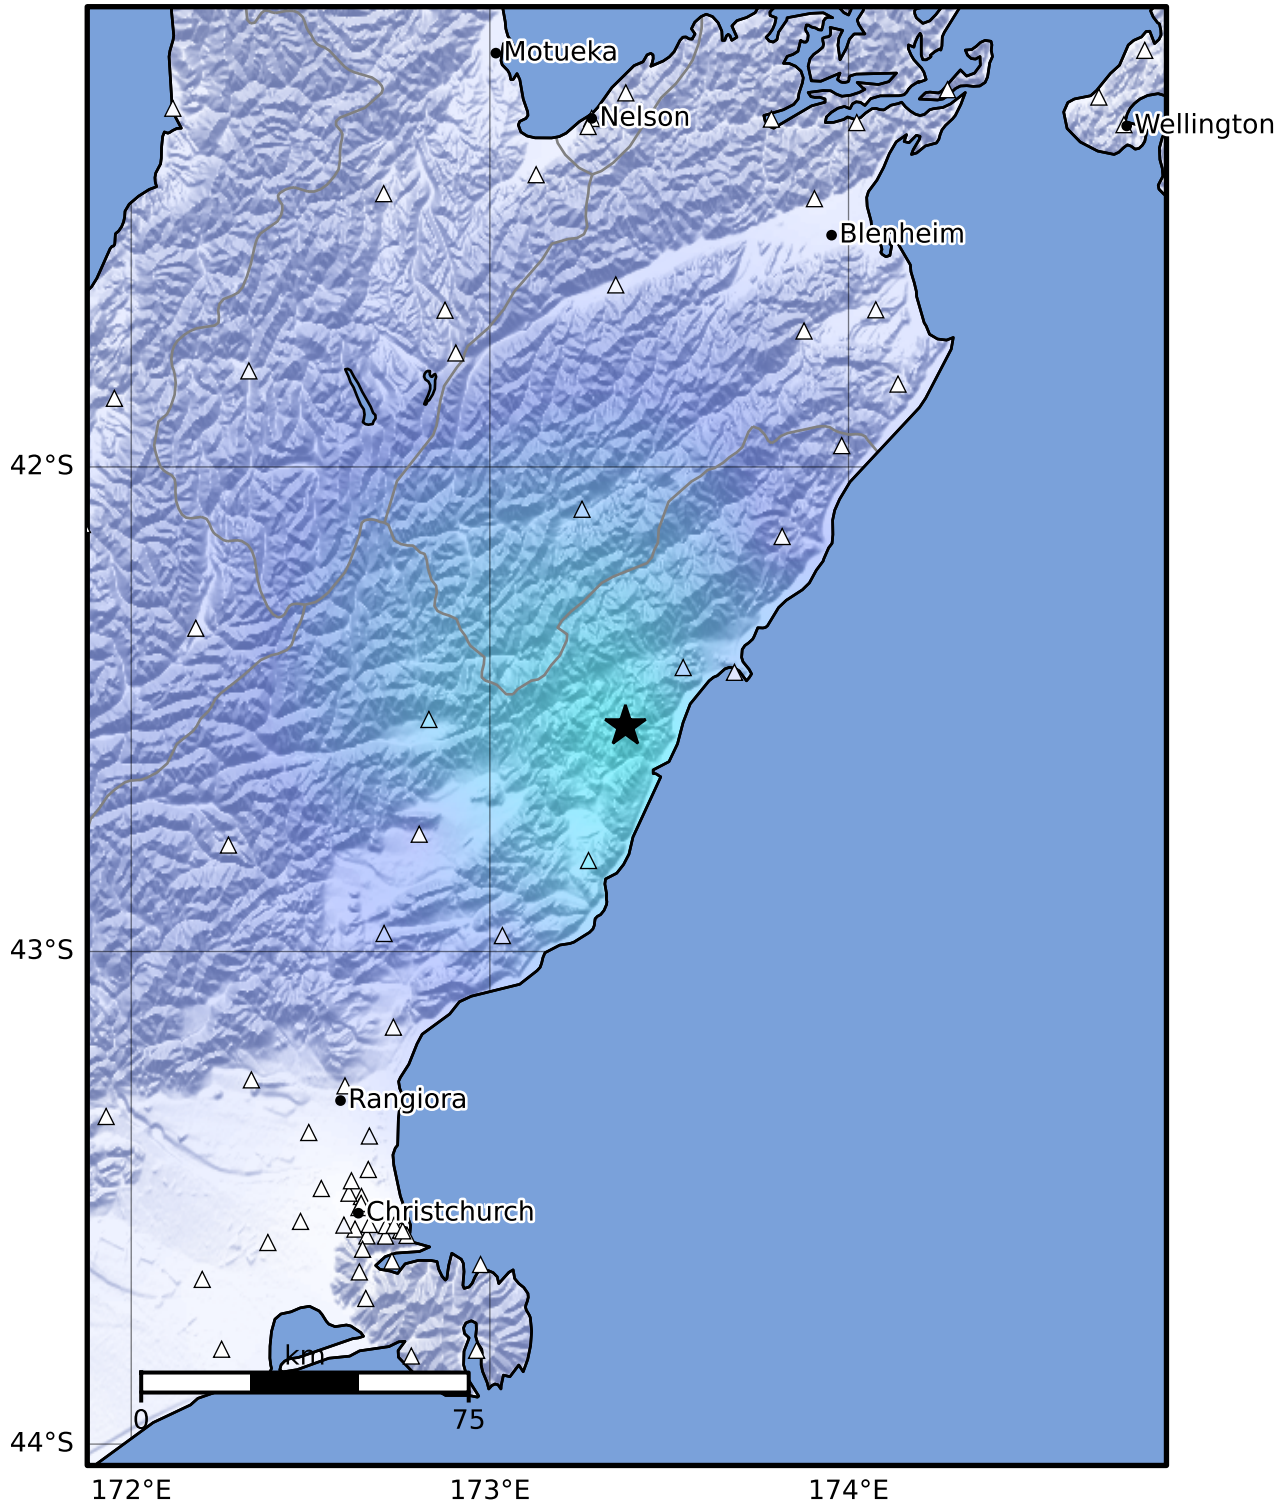 Motueka
Nelson
Wellington
Blenheim
42°S
43°S
Rangiora
Christchurch
km
0 75
44°S
172°E 173°E 174°E